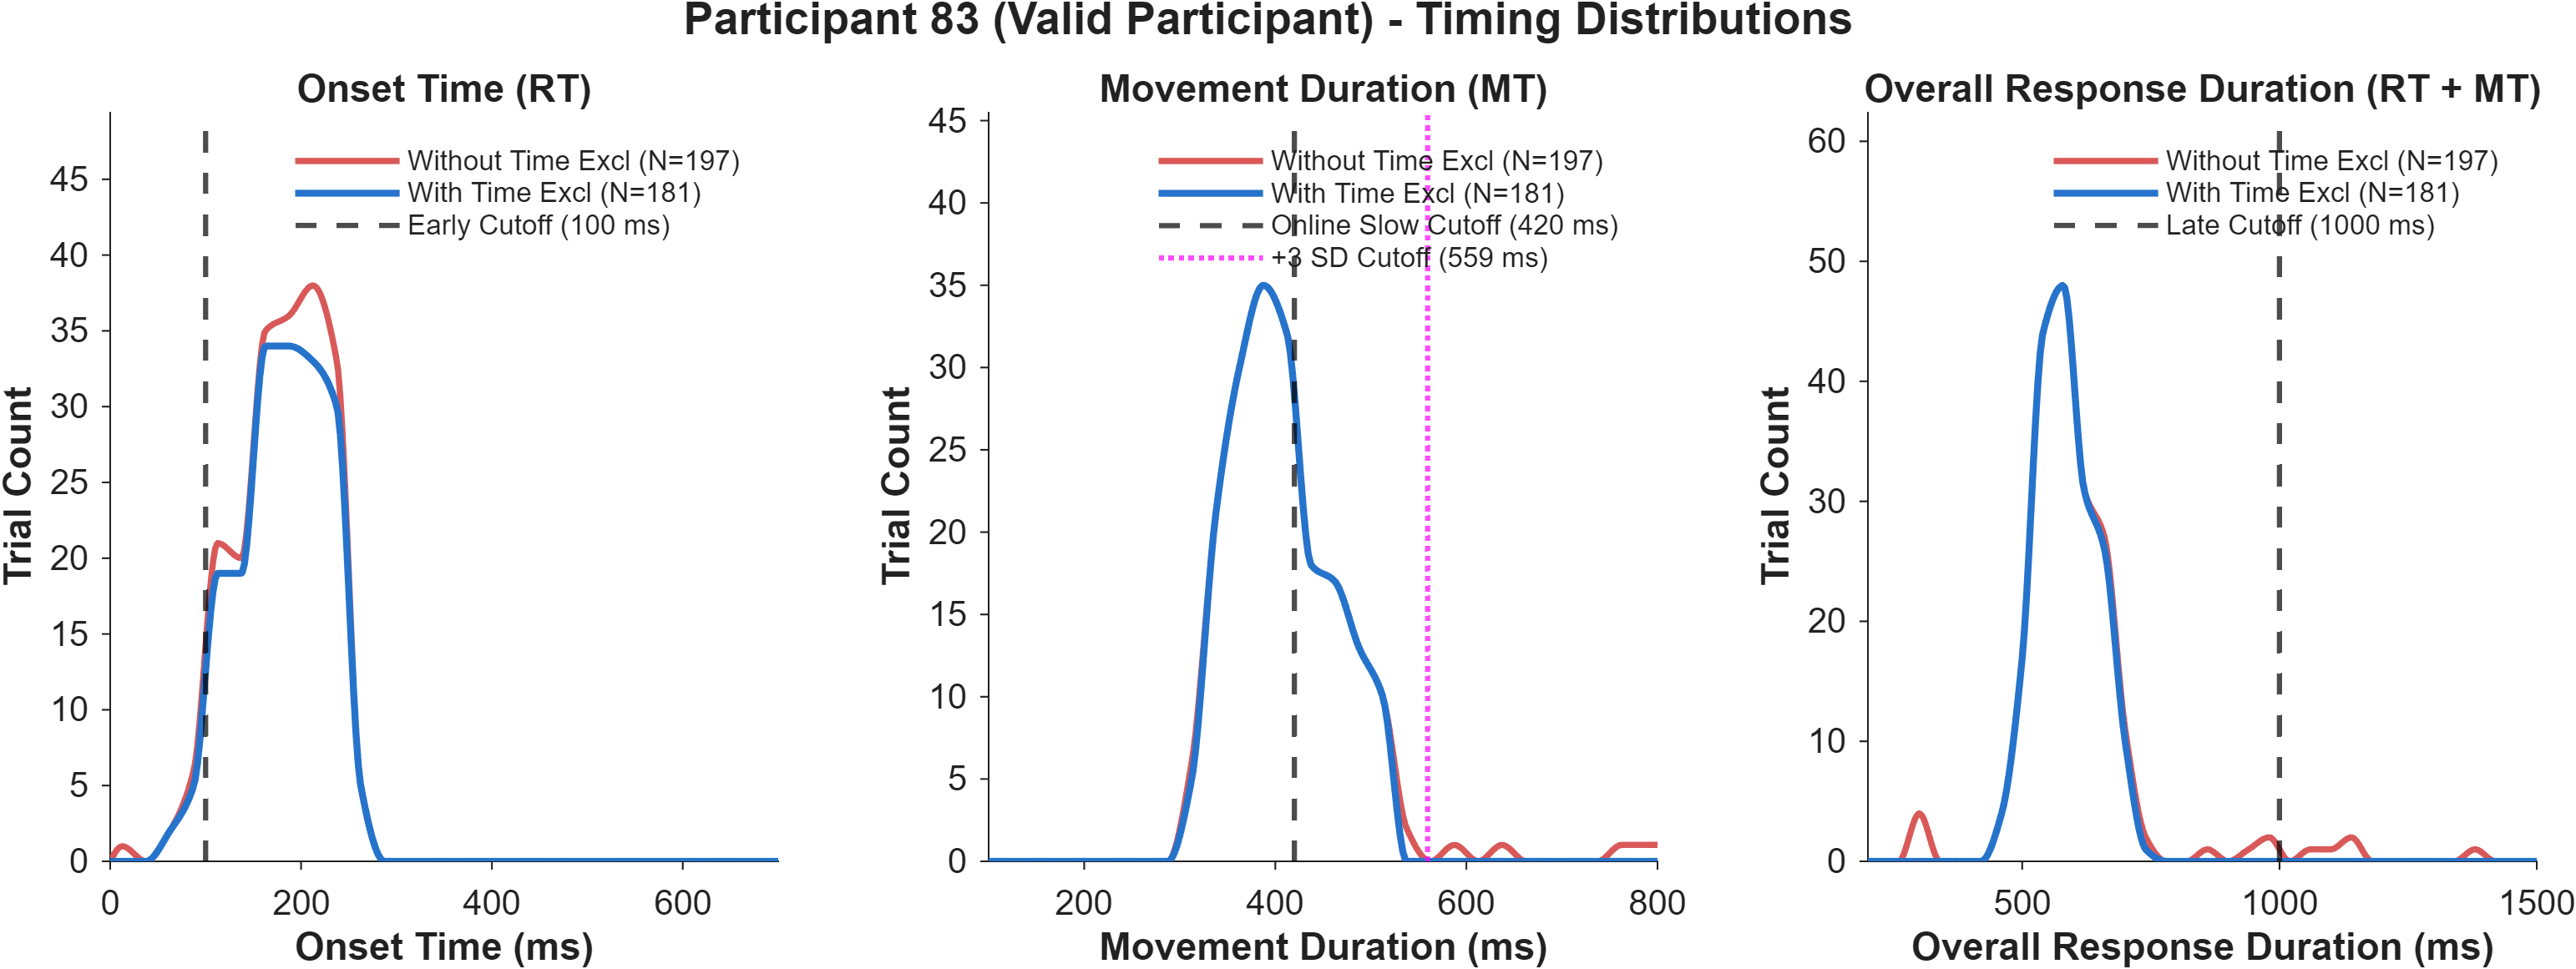 Participant 83 (Valid Participant) - Timing Distributions
Onset Time (RT)
Without Time Excl (N=197)
With Time Excl (N=181)
Early Cutoff (100 ms)
45
40
35
30
25
20
15
10
5
0
Trial Count
0 200 400 600
Onset Time (ms)
Movement Duration (MT)
Without Time Excl (N=197)
With Time Excl (N=181)
Online Slow Cutoff (420 ms)
+3 SD Cutoff (559 ms)
45
40
35
30
25
20
15
10
5
0
Trial Count
200 400 600 800
Movement Duration (ms)
Overall Response Duration (RT + MT)
Without Time Excl (N=197)
With Time Excl (N=181)
Late Cutoff (1000 ms)
60
50
40
30
20
10
0
Trial Count
500 1000 1500
Overall Response Duration (ms)